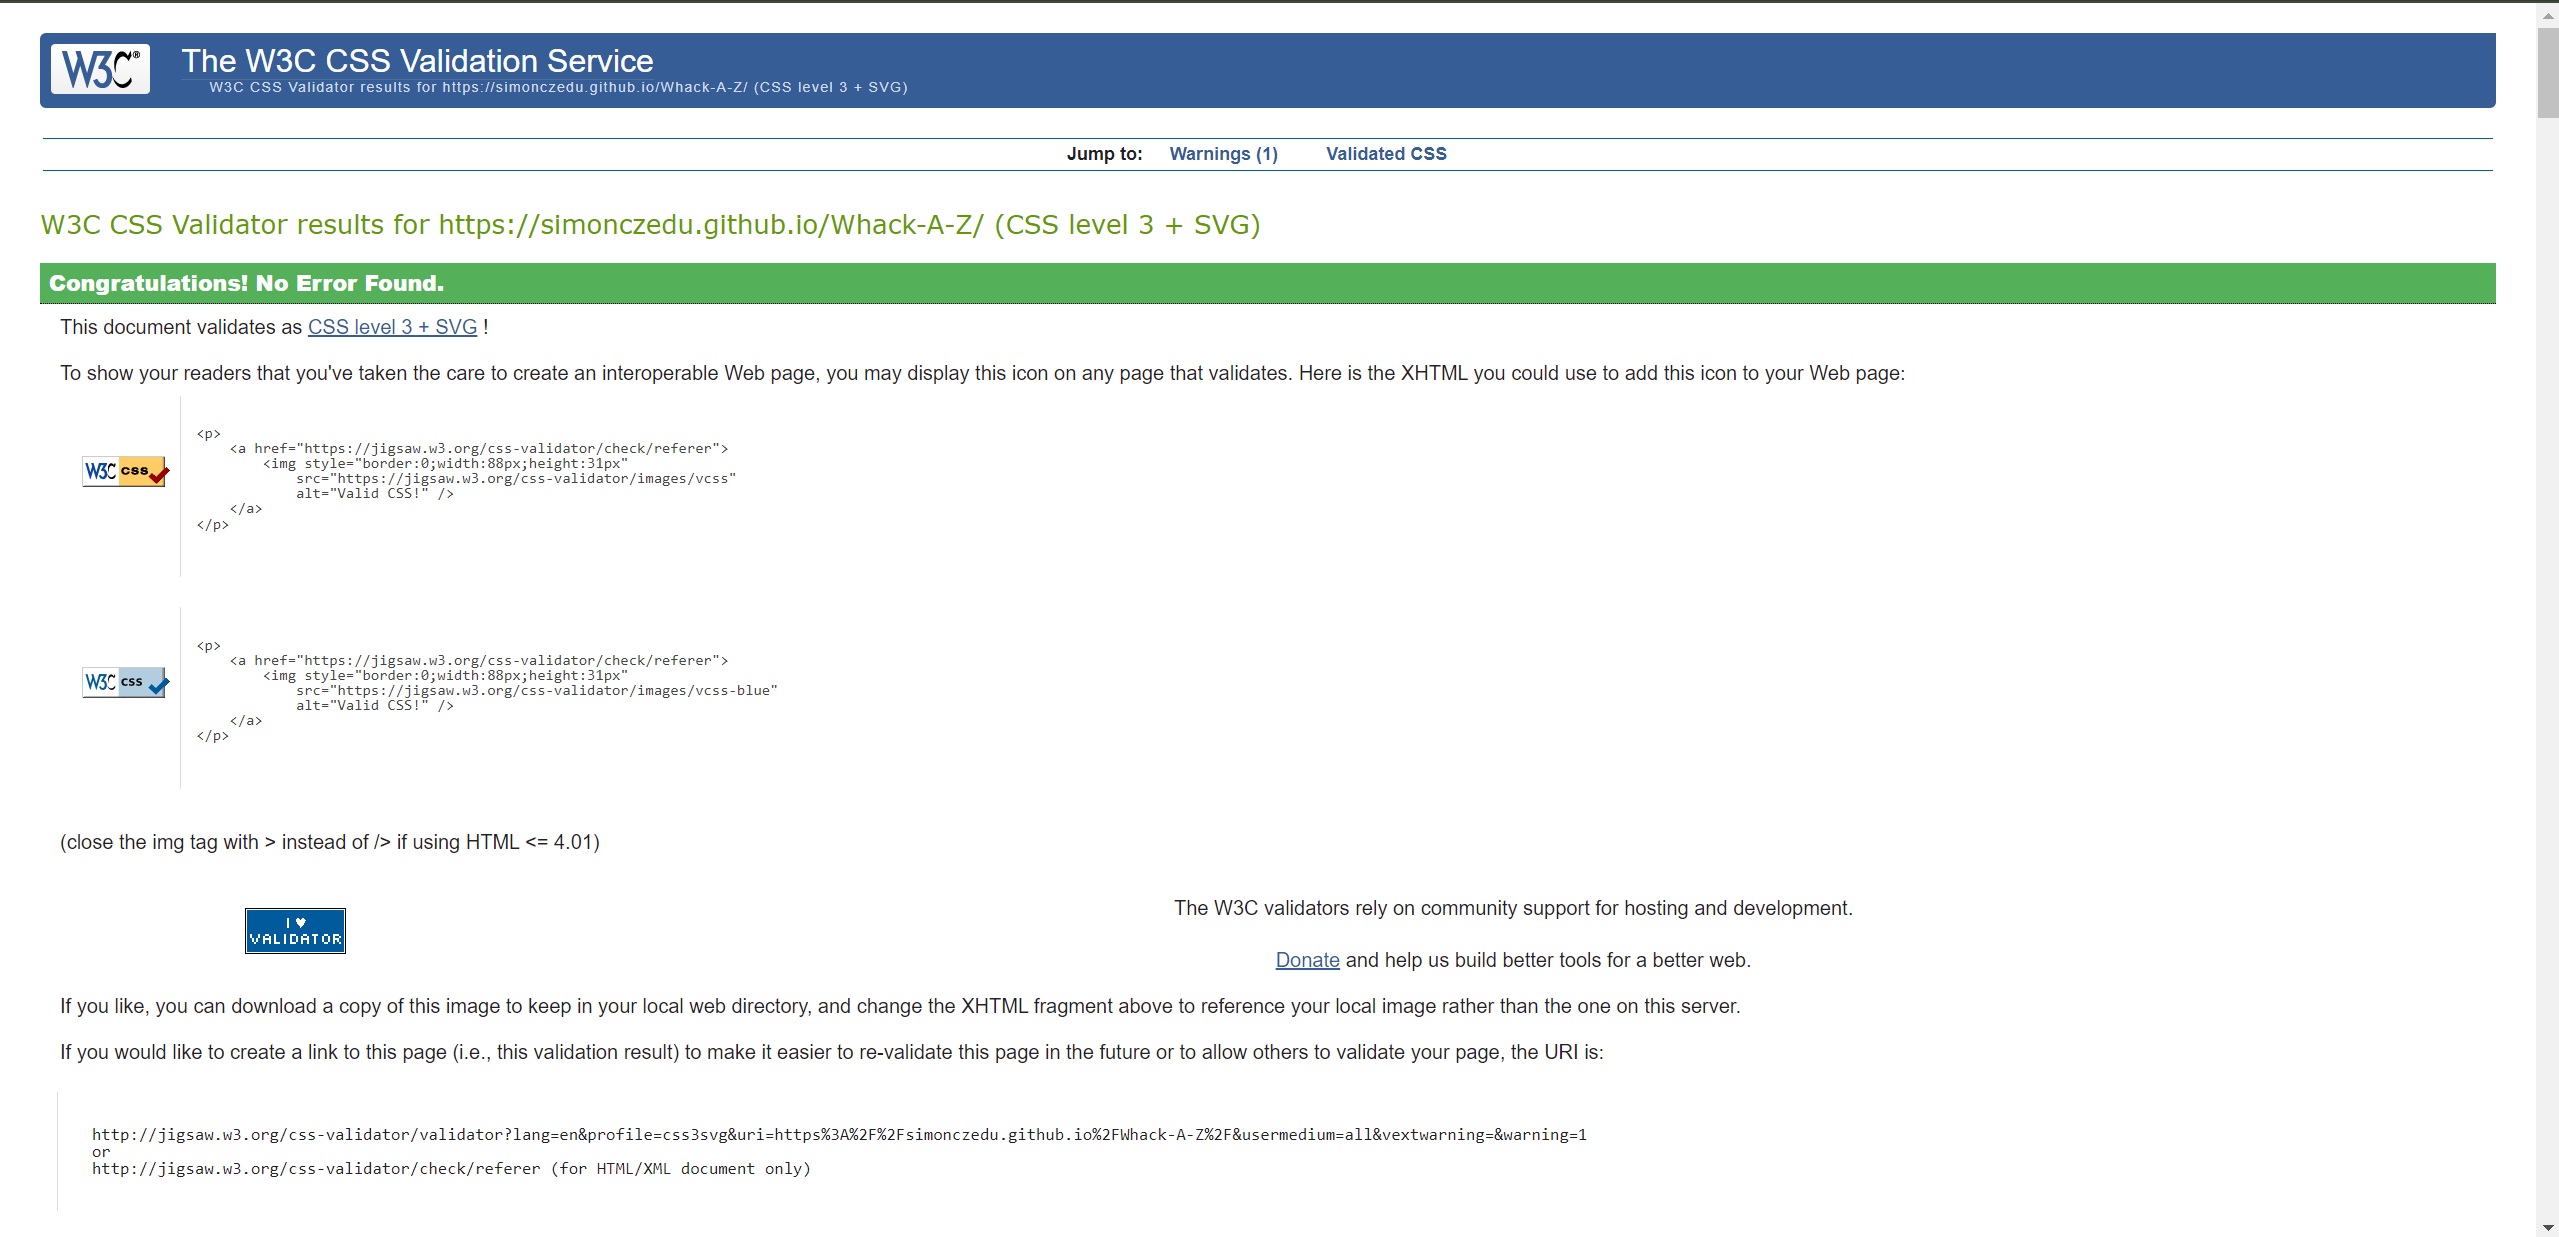 W3C®
The W3C CSS Validation Service
W3C CSS Validator results for https://simonczedu.github.io/Whack-A-Z/ (CSS level 3 + SVG)
Jump to: Warnings (1) Validated CSS
W3C CSS Validator results for https://simonczedu.github.io/Whack-A-Z/ (CSS level 3 + SVG)
Congratulations! No Error Found.
This document validates as CSS level 3 + SVG !
To show your readers that you've taken the care to create an interoperable Web page, you may display this icon on any page that validates. Here is the XHTML you could use to add this icon to your Web page:
<p>
<a href="https://jigsaw.w3.org/css-validator/check/referer">
<img style="border:0;width:88px;height:31px"
src="https://jigsaw.w3.org/css-validator/images/vcss"
alt="Valid CSS!" />
</a>
</p>
W3C css
<p>
<a href="https://jigsaw.w3.org/css-validator/check/referer">
<img style="border:0;width:88px;height:31px"
src="https://jigsaw.w3.org/css-validator/images/vcss-blue"
alt="Valid CSS!" />
</a>
</p>
W3C css
(close the img tag with > instead of /> if using HTML <= 4.01)
I ♥
VALIDATOR
The W3C validators rely on community support for hosting and development.
Donate and help us build better tools for a better web.
If you like, you can download a copy of this image to keep in your local web directory, and change the XHTML fragment above to reference your local image rather than the one on this server.
If you would like to create a link to this page (i.e., this validation result) to make it easier to re-validate this page in the future or to allow others to validate your page, the URI is:
http://jigsaw.w3.org/css-validator/validator?lang=en&profile=css3svg&uri=https%3A%2F%2Fsimonczedu.github.io%2FWhack-A-Z%2F&usermedium=all&vextwarning=&warning=1
or
http://jigsaw.w3.org/css-validator/check/referer (for HTML/XML document only)